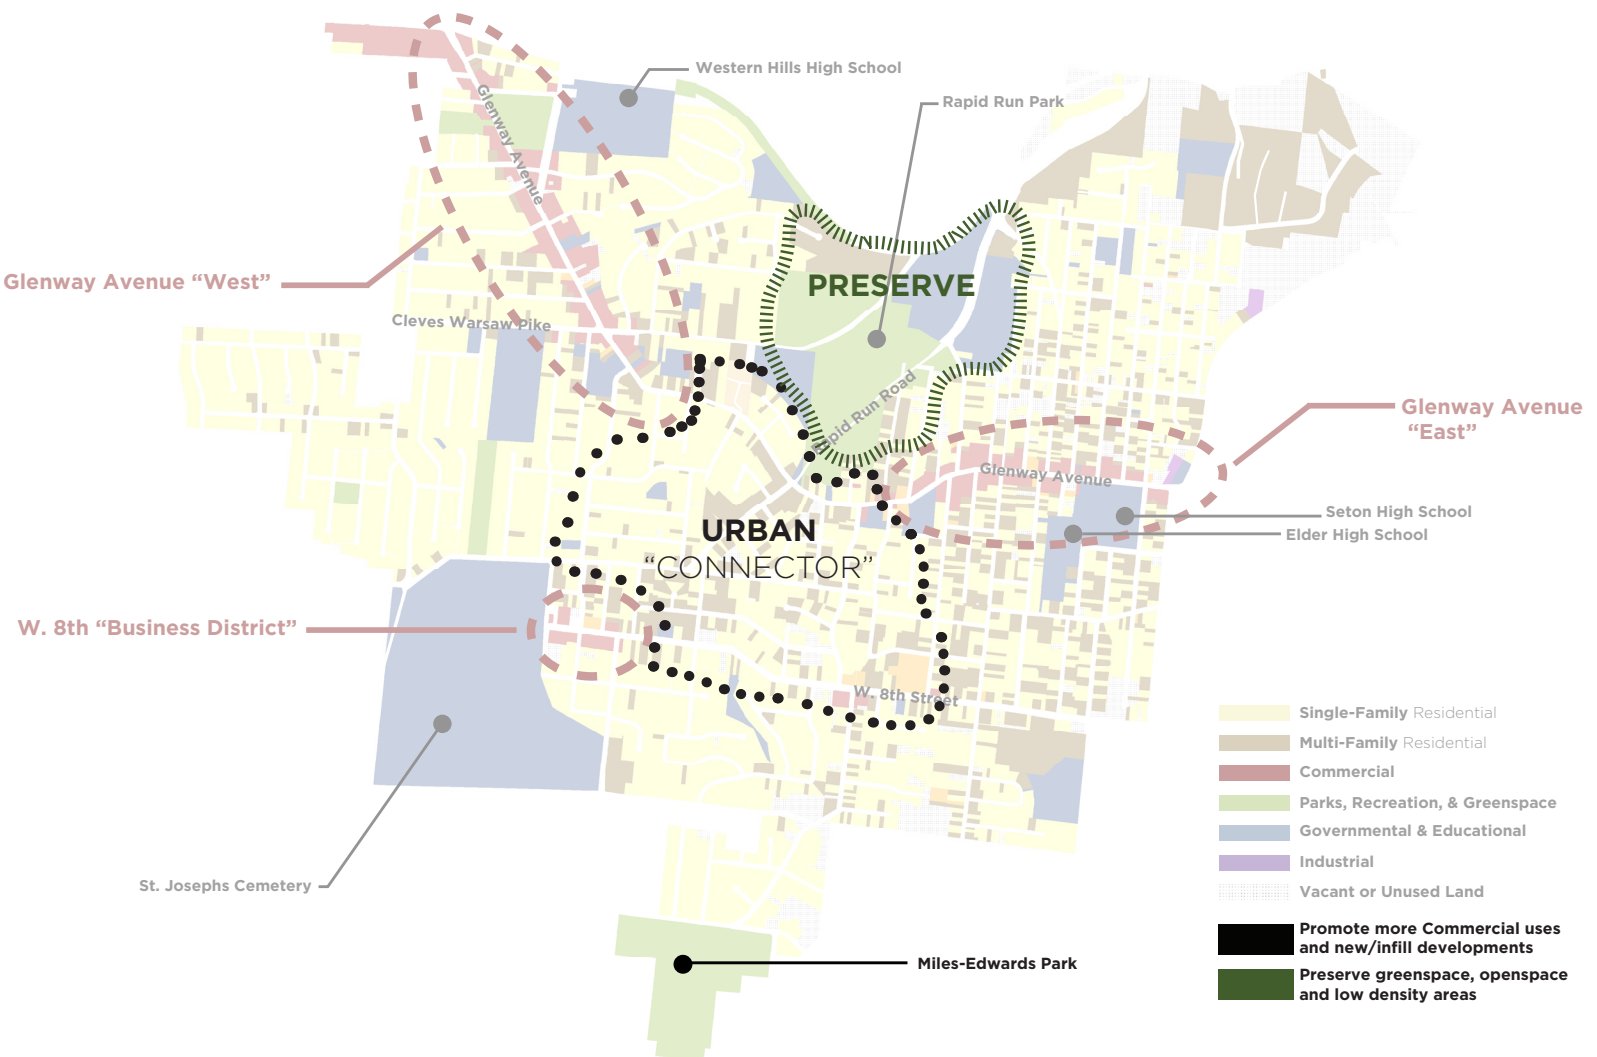 Western Hills High School
Rapid Run Park
Glenway Avenue
Glenway Avenue “West”
PRESERVE
Cleves Warsaw Pike
Rapid Run Road
Glenway Avenue
“East”
Glenway Avenue
Seton High School
Elder High School
URBAN
“CONNECTOR”
W. 8th “Business District”
W. 8th Street
Single-Family Residential
Multi-Family Residential
Commercial
Parks, Recreation, & Greenspace
Governmental & Educational
Industrial
Vacant or Unused Land
St. Josephs Cemetery
Promote more Commercial uses
and new/infill developments
Miles-Edwards Park
Preserve greenspace, openspace
and low density areas